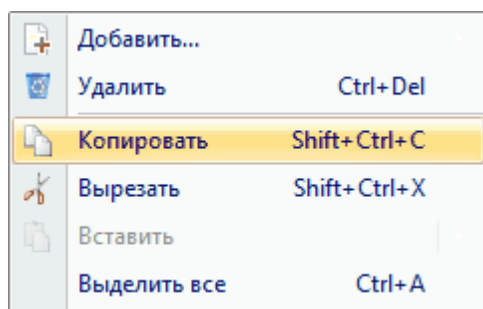 Добавить...
Удалить Ctrl+Del
Копировать Shift+Ctrl+C
Вырезать Shift+Ctrl+X
Вставить
Выделить все Ctrl+A